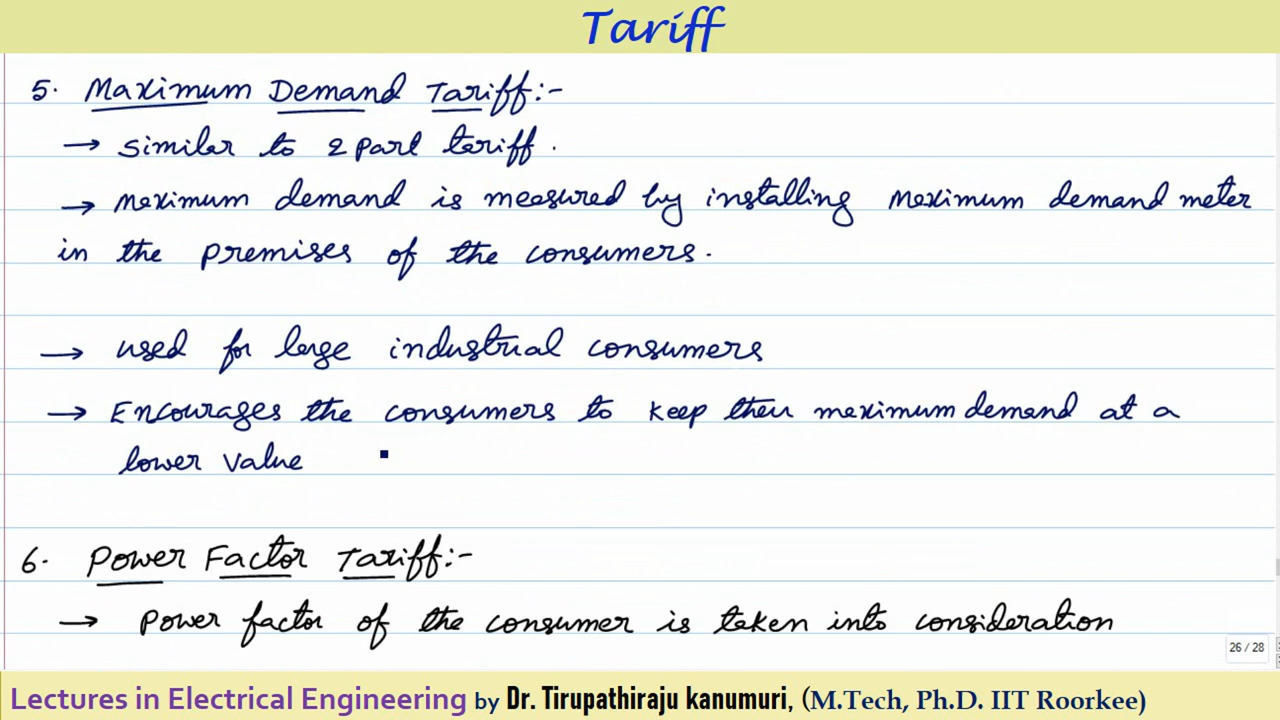 Tariff
5. Maximum Demand Tariff:-
→ Similar to 2 part tariff.
→ Maximum demand is measured by installing Maximum demand meter
in the premises of the consumers.
→ used for large industrial consumers
→ Encourages the consumers to keep their maximum demand at a
lower value
6. Power Factor Tariff:-
→ Power factor of the consumer is taken into consideration
26 / 28
Lectures in Electrical Engineering by Dr. Tirupathiraju kanumuri, (M.Tech, Ph.D. IIT Roorkee)